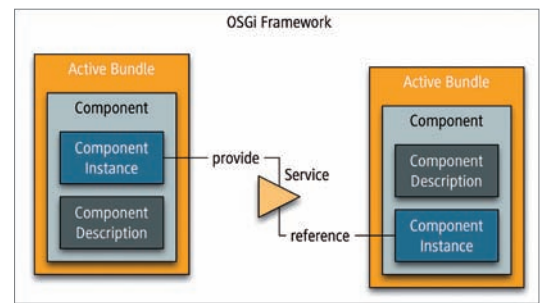 OSGi Framework
Active Bundle
Component
Component
Instance
Component
Description
provide
Service
reference
Active Bundle
Component
Component
Description
Component
Instance